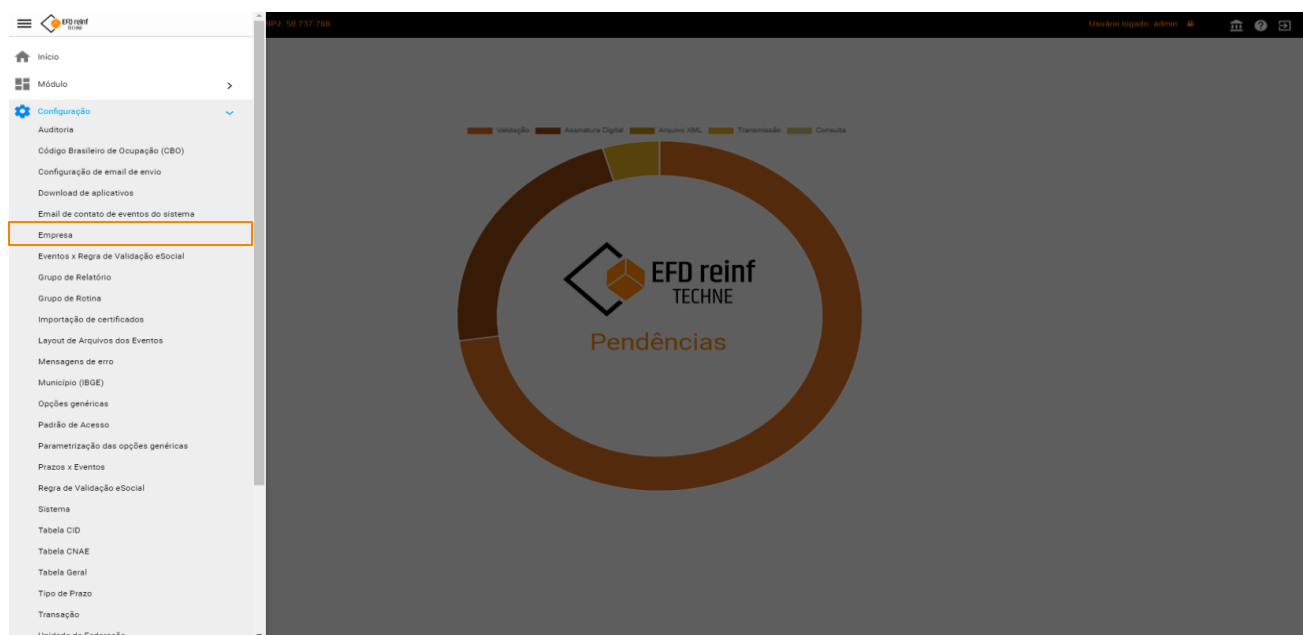 EFD reinf
TECHNE
NPJ: 50.737.766
Usuário logado: admin
Início
Módulo
Configuração
Auditoria
Código Brasileiro de Ocupação (CBO)
Configuração de email de envio
Download de aplicativos
Email de contato de eventos do sistema
Empresa
Eventos x Regra de Validação eSocial
Grupo de Relatório
Grupo de Rotina
Importação de certificados
Layout de Arquivos dos Eventos
Mensagens de erro
Município (IBGE)
Opções genéricas
Padrão de Acesso
Parametrização das opções genéricas
Prazos x Eventos
Regra de Validação eSocial
Sistema
Tabela CID
Tabela CNAE
Tabela Geral
Tipo de Prazo
Transação
Unidade de Federação
Validação Assinatura Digital Arquivo XML Transmissão Consulta
EFD reinf
TECHNE
Pendências